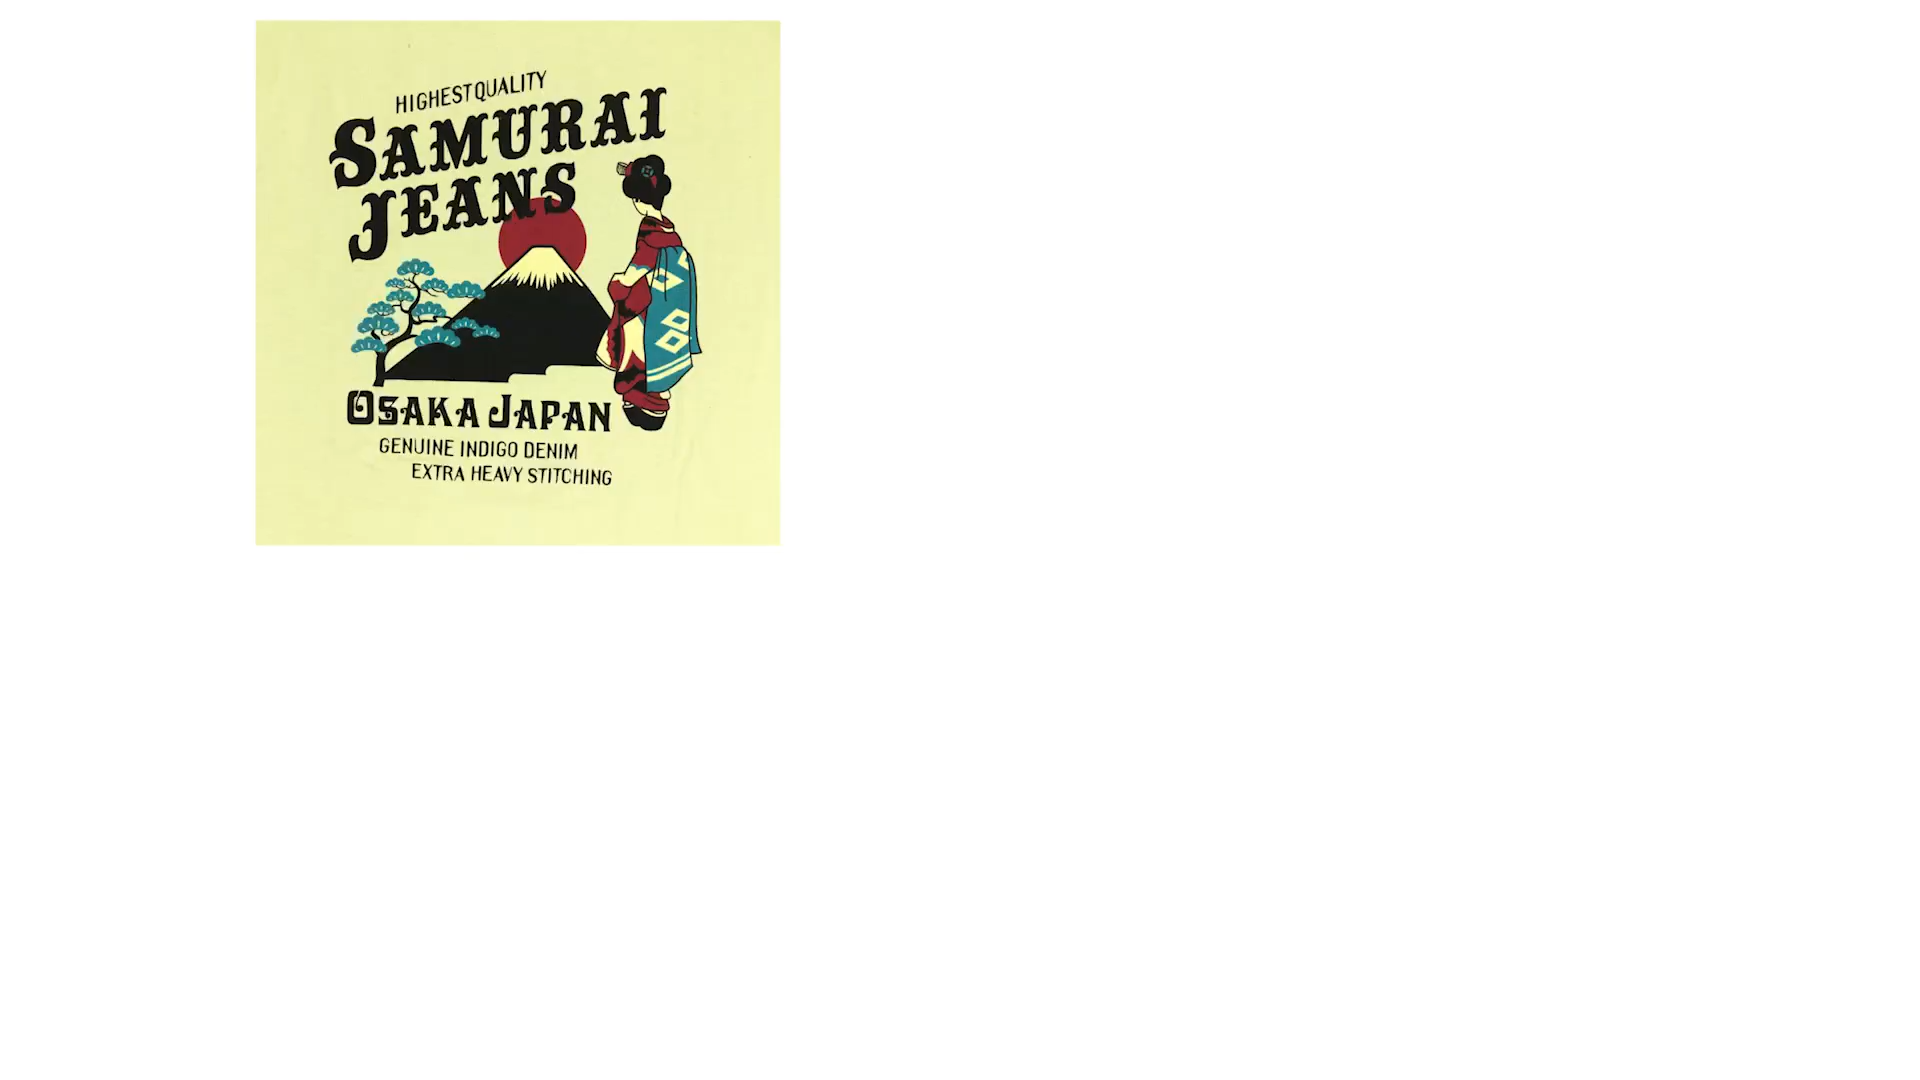 HIGHEST QUALITY
SAMURAI
JEANS
OSAKA JAPAN
GENUINE INDIGO DENIM
EXTRA HEAVY STITCHING